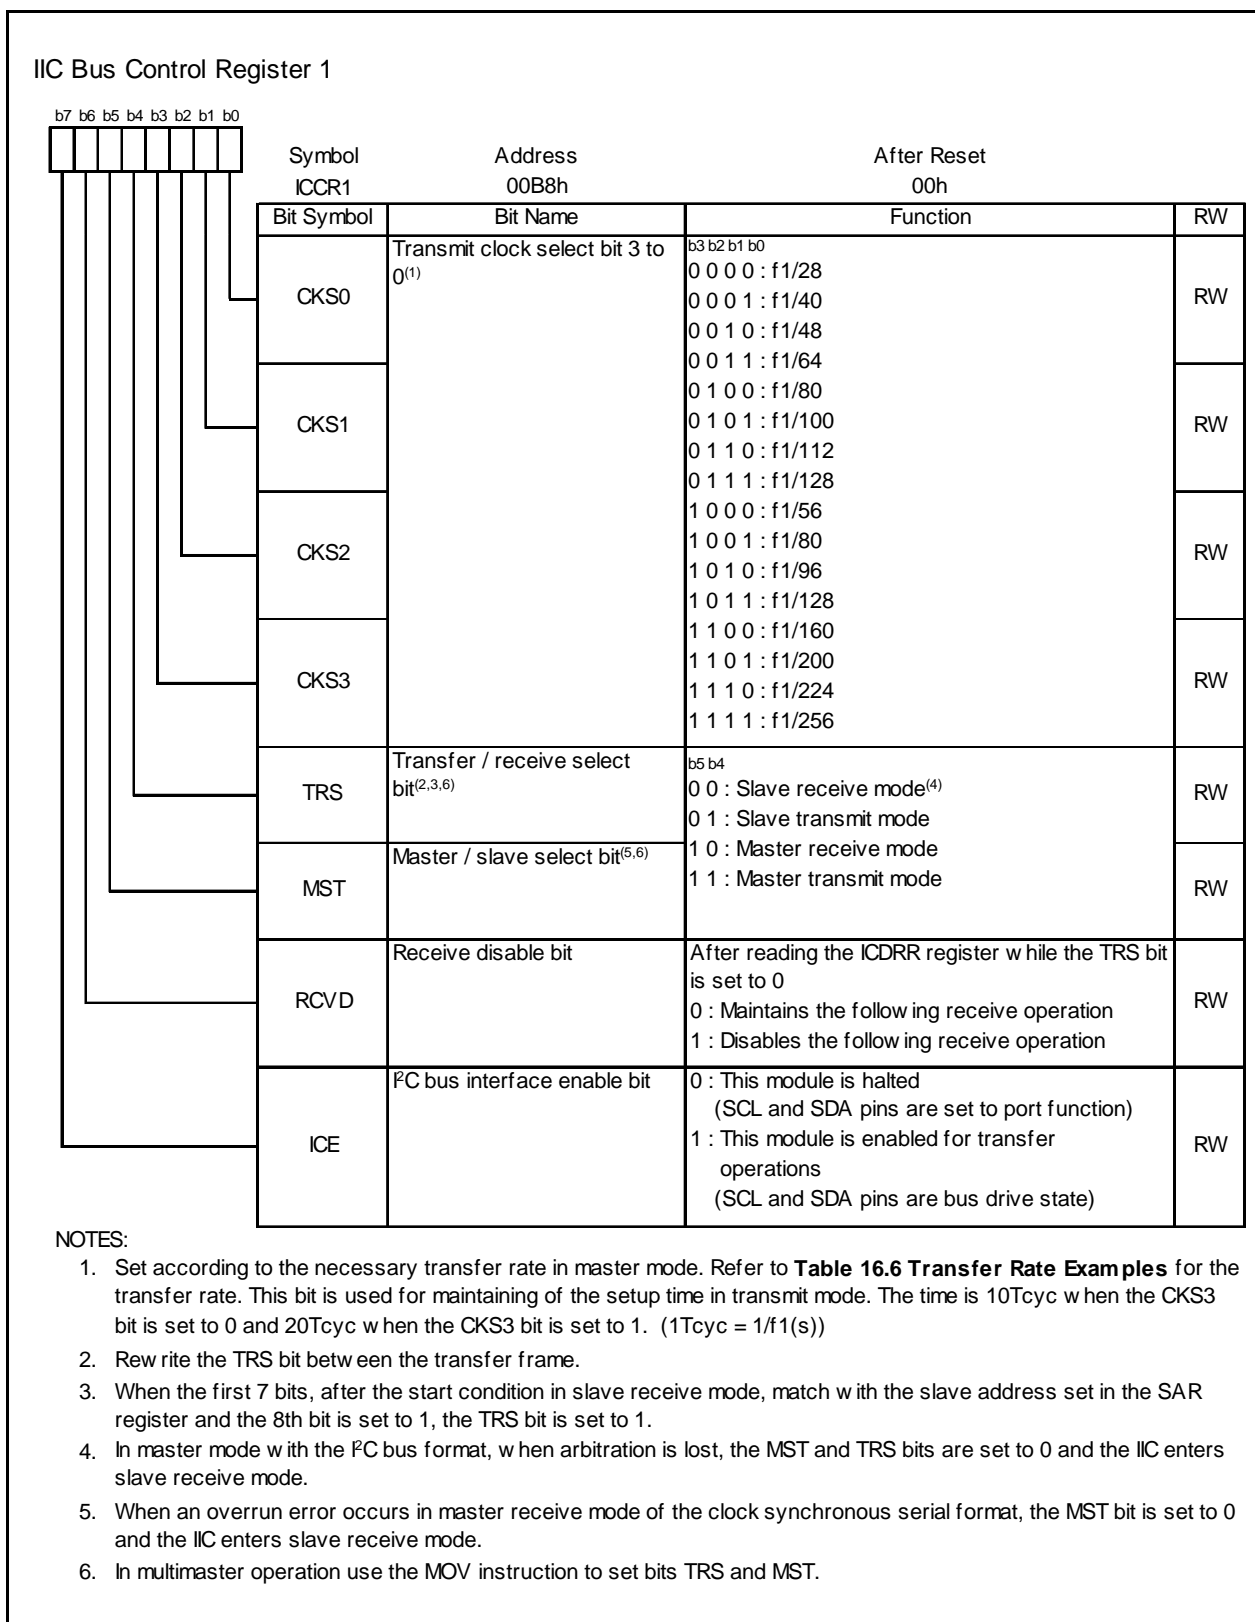 IIC Bus Control Register 1
b7 b6 b5 b4 b3 b2 b1 b0
Symbol Address After Reset
ICCR1 00B8h 00h
Bit Symbol Bit Name Function RW
CKS0 Transmit clock select bit 3 to
0(1)
b3 b2 b1 b0
0 0 0 0 : f1/28
0 0 0 1 : f1/40
0 0 1 0 : f1/48
0 0 1 1 : f1/64
0 1 0 0 : f1/80
0 1 0 1 : f1/100
0 1 1 0 : f1/112
0 1 1 1 : f1/128
1 0 0 0 : f1/56
1 0 0 1 : f1/80
1 0 1 0 : f1/96
1 0 1 1 : f1/128
1 1 0 0 : f1/160
1 1 0 1 : f1/200
1 1 1 0 : f1/224
1 1 1 1 : f1/256
RW
CKS1 RW
CKS2 RW
CKS3 RW
TRS Transfer / receive select
bit(2,3,6)
b5 b4
0 0 : Slave receive mode(4)
0 1 : Slave transmit mode
1 0 : Master receive mode
1 1 : Master transmit mode
RW
MST Master / slave select bit(5,6) RW
RCVD Receive disable bit
After reading the ICDRR register while the TRS bit
is set to 0
0 : Maintains the following receive operation
1 : Disables the following receive operation
RW
ICE I2C bus interface enable bit
0 : This module is halted
(SCL and SDA pins are set to port function)
1 : This module is enabled for transfer
operations
(SCL and SDA pins are bus drive state)
RW
NOTES:
1. Set according to the necessary transfer rate in master mode. Refer to Table 16.6 Transfer Rate Examples for the
transfer rate. This bit is used for maintaining of the setup time in transmit mode. The time is 10Tcyc when the CKS3
bit is set to 0 and 20Tcyc when the CKS3 bit is set to 1. (1Tcyc = 1/f1(s))
2. Rewrite the TRS bit between the transfer frame.
3. When the first 7 bits, after the start condition in slave receive mode, match with the slave address set in the SAR
register and the 8th bit is set to 1, the TRS bit is set to 1.
4. In master mode with the I2C bus format, when arbitration is lost, the MST and TRS bits are set to 0 and the IIC enters
slave receive mode.
5. When an overrun error occurs in master receive mode of the clock synchronous serial format, the MST bit is set to 0
and the IIC enters slave receive mode.
6. In multimaster operation use the MOV instruction to set bits TRS and MST.